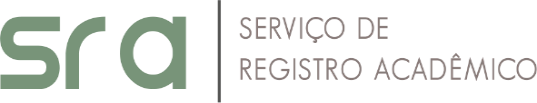 sra
SERVIÇO DE
REGISTRO ACADÊMICO